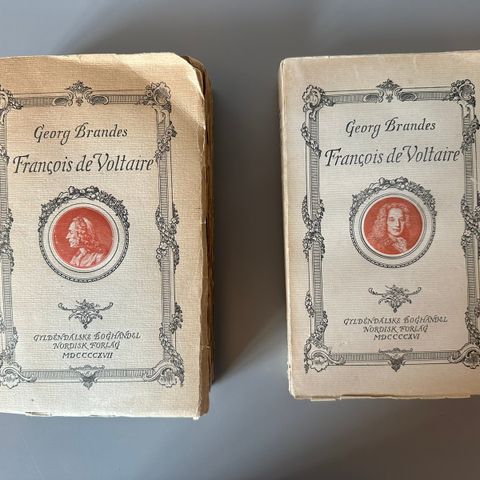 Georg Brandes
François de Voltaire
GYLDENDALSKE BOGHANDEL
NORDISK FORLAG
MDCCCCXVII
Georg Brandes
François de Voltaire
GYLDENDALSKE BOGHANDEL
NORDISK FORLAG
MDCCCCXVI